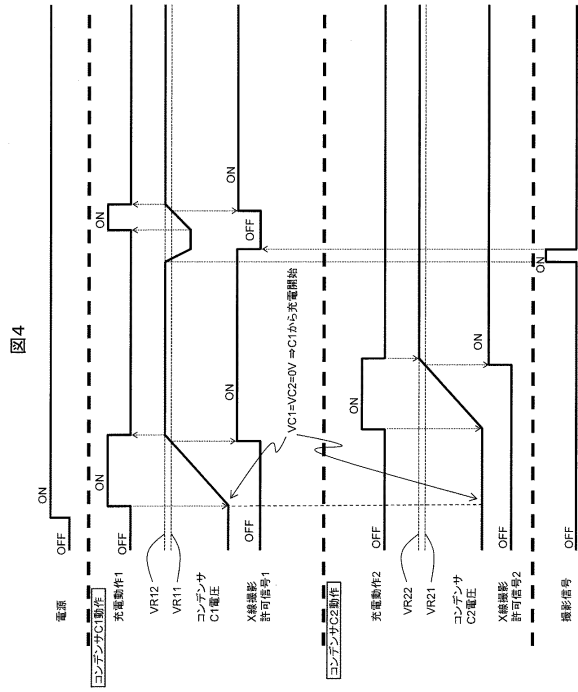 図4
電源
OFF
ON
コンデンサC1動作
充電動作1
OFF
ON
ON
VR12
VR11
コンデンサ
C1電圧
X線撮影
許可信号1
OFF
ON
OFF
ON
VC1=VC2=0V ⇒C1から充電開始
コンデンサC2動作
充電動作2
OFF
ON
VR22
VR21
コンデンサ
C2電圧
X線撮影
許可信号2
OFF
ON
撮影信号
OFF
ON